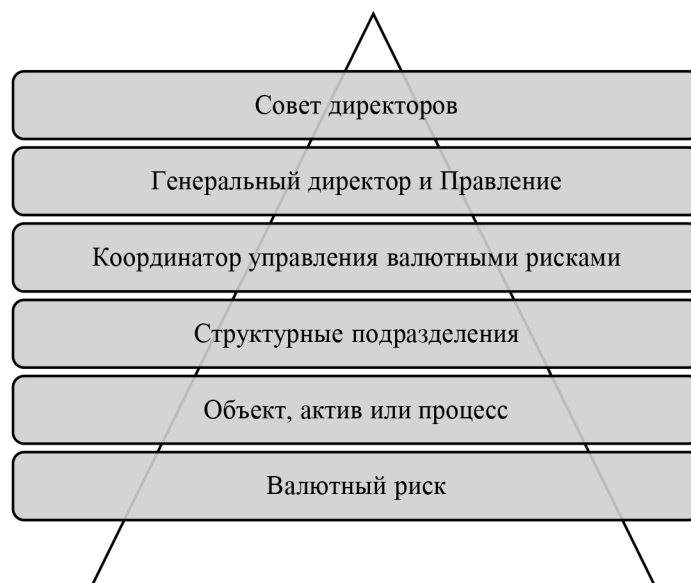 Совет директоров
Генеральный директор и Правление
Координатор управления валютными рисками
Структурные подразделения
Объект, актив или процесс
Валютный риск